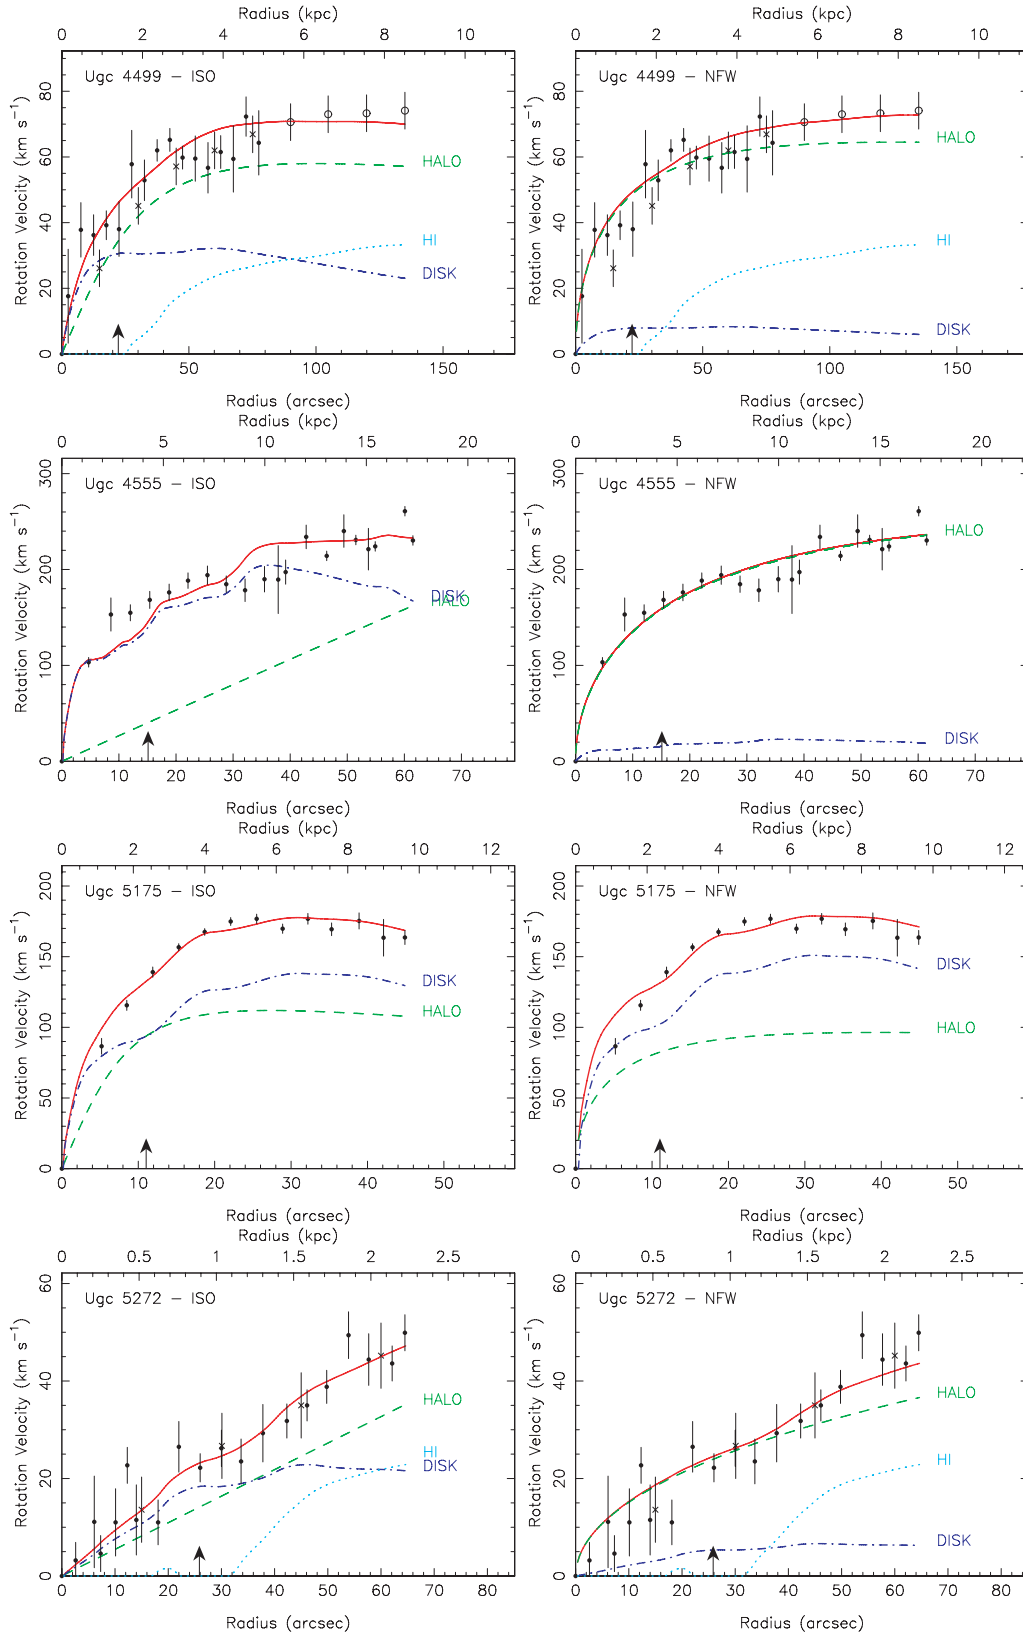 Radius (kpc)
0 2 4 6 8 10
Ugc 4499 – ISO
Rotation Velocity (km s⁻¹)
0 20 40 60 80
HALO
HI
DISK
0 50 100 150
Radius (arcsec)
Radius (kpc)
0 2 4 6 8 10
Ugc 4499 – NFW
Rotation Velocity (km s⁻¹)
0 20 40 60 80
HALO
HI
DISK
0 50 100 150
Radius (arcsec)
Radius (kpc)
0 5 10 15 20
Ugc 4555 – ISO
Rotation Velocity (km s⁻¹)
0 100 200 300
DISK
HALO
0 10 20 30 40 50 60 70
Radius (arcsec)
Radius (kpc)
0 5 10 15 20
Ugc 4555 – NFW
Rotation Velocity (km s⁻¹)
0 100 200 300
HALO
DISK
0 10 20 30 40 50 60 70
Radius (arcsec)
Radius (kpc)
0 2 4 6 8 10 12
Ugc 5175 – ISO
Rotation Velocity (km s⁻¹)
0 50 100 150 200
DISK
HALO
0 10 20 30 40 50
Radius (arcsec)
Radius (kpc)
0 2 4 6 8 10 12
Ugc 5175 – NFW
Rotation Velocity (km s⁻¹)
0 50 100 150 200
DISK
HALO
0 10 20 30 40 50
Radius (arcsec)
Radius (kpc)
0 0.5 1 1.5 2 2.5
Ugc 5272 – ISO
Rotation Velocity (km s⁻¹)
0 20 40 60
HALO
HI
DISK
0 10 20 30 40 50 60 70 80
Radius (arcsec)
Radius (kpc)
0 0.5 1 1.5 2 2.5
Ugc 5272 – NFW
Rotation Velocity (km s⁻¹)
0 20 40 60
HALO
HI
DISK
0 10 20 30 40 50 60 70 80
Radius (arcsec)